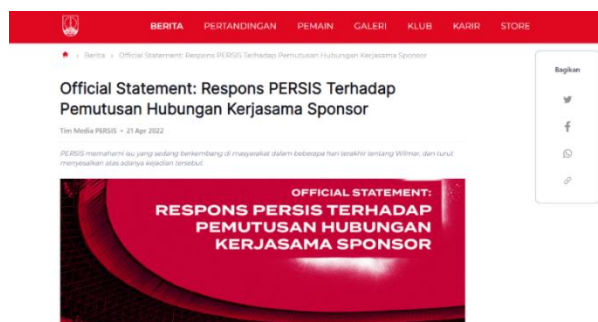 BERITA PERTANDINGAN PEMAIN GALERI KLUB KARIR STORE
Berita › Official Statement: Respons PERSIS Terhadap Pemutusan Hubungan Kerjasama Sponsor
Bagikan
Official Statement: Respons PERSIS Terhadap
Pemutusan Hubungan Kerjasama Sponsor
Tim Media PERSIS • 21 Apr 2022
PERSIS memahami isu yang sedang berkembang di masyarakat dalam beberapa hari terakhir tentang Wilmar, dan turut
menyesalkan atas adanya kejadian tersebut.
OFFICIAL STATEMENT:
RESPONS PERSIS TERHADAP
PEMUTUSAN HUBUNGAN
KERJASAMA SPONSOR